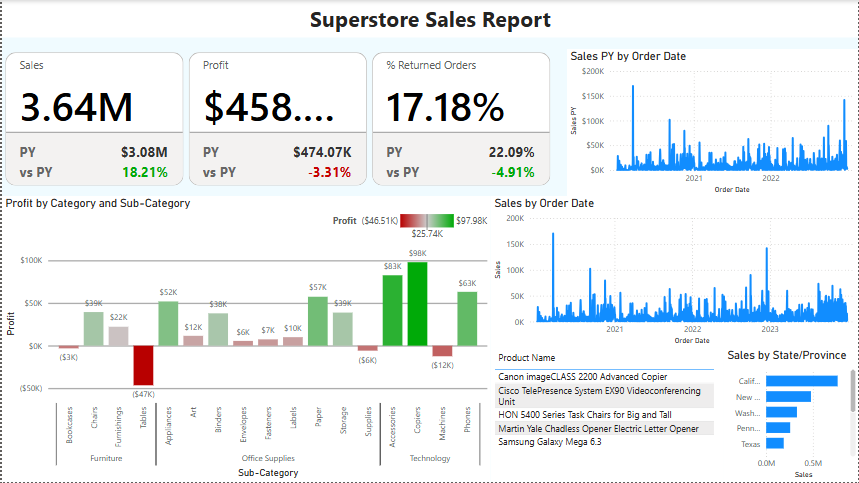 Superstore Sales Report
Sales
3.64M
PY $3.08M
vs PY 18.21%
Profit
$458....
PY $474.07K
vs PY -3.31%
% Returned Orders
17.18%
PY 22.09%
vs PY -4.91%
Sales PY by Order Date
Sales PY
$200K
$150K
$100K
$50K
$0K
2021 2022
Order Date
Profit by Category and Sub-Category
Profit ($46.51K) $97.98K
$25.74K
Profit
$100K
$50K
$0K
($50K)
($3K)
$39K
$22K
($47K)
$52K
$12K
$38K
$6K
$7K
$10K
$57K
$39K
($6K)
$83K
$98K
($12K)
$63K
Bookcases
Chairs
Furnishings
Tables
Appliances
Art
Binders
Envelopes
Fasteners
Labels
Paper
Storage
Supplies
Accessories
Copiers
Machines
Phones
Furniture Office Supplies Technology
Sub-Category
Sales by Order Date
Sales
200K
150K
100K
50K
0K
2021 2022 2023
Order Date
Product Name
Canon imageCLASS 2200 Advanced Copier
Cisco TelePresence System EX90 Videoconferencing
Unit
HON 5400 Series Task Chairs for Big and Tall
Martin Yale Chadless Opener Electric Letter Opener
Samsung Galaxy Mega 6.3
Sales by State/Province
Calif...
New ...
Wash...
Penn...
Texas
0.0M 0.5M
Sales